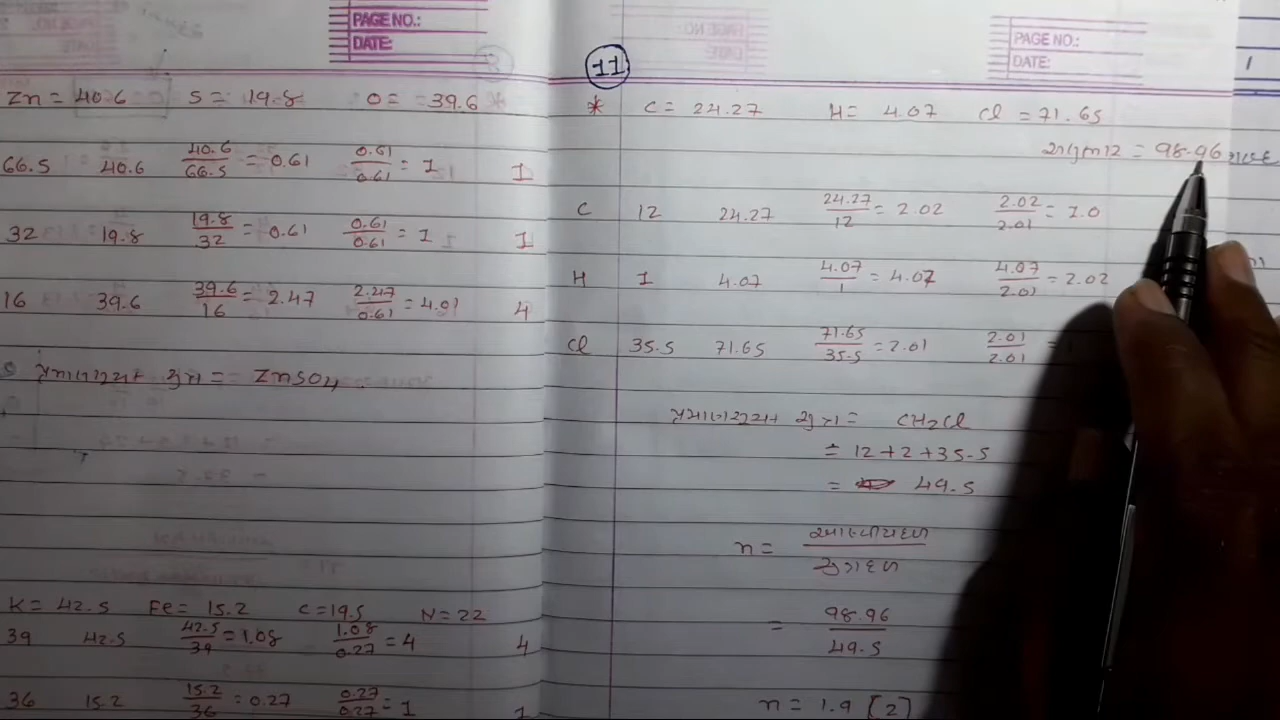 PAGE NO.:
DATE:
Zn = 40.6 S = 19.8 O = 39.6
66.5 40.6 40.6/66.5 = 0.61 0.61/0.61 = 1 1
32 19.8 19.8/32 = 0.61 0.61/0.61 = 1 1
16 39.6 39.6/16 = 2.47 2.47/0.61 = 4.01 4
સૂત્ર = ZnSO4
K = 42.5 Fe = 15.2 C = 19.5 N = 22
39 42.5 42.5/39 = 1.08 1.08/0.27 = 4 4
36 15.2 15.2/36 = 0.27 0.27/0.27 = 1 1
11
PAGE NO.:
DATE:
* C = 24.27 H = 4.07 Cl = 71.65
અણુભાર = 98.96
C 12 24.27 24.27/12 = 2.02 2.02/2.01 = 1.0
H 1 4.07 4.07/1 = 4.07 4.07/2.01 = 2.02
Cl 35.5 71.65 71.65/35.5 = 2.01 2.01/2.01 =
સૂત્ર = CH2Cl
= 12 + 2 + 35.5
= 49.5
n = આણ્વીયદળ/સૂત્રદળ
= 98.96/49.5
n = 1.9 [2]
1